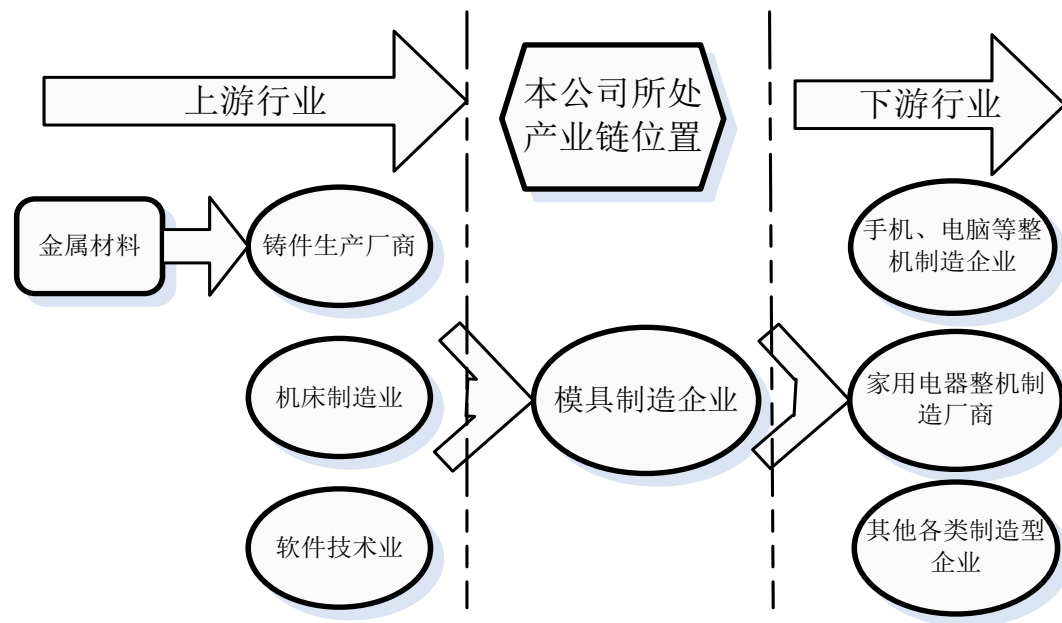 上游行业
本公司所处
产业链位置
下游行业
金属材料
铸件生产厂商
手机、电脑等整
机制造企业
机床制造业
模具制造企业
家用电器整机制
造厂商
软件技术业
其他各类制造型
企业